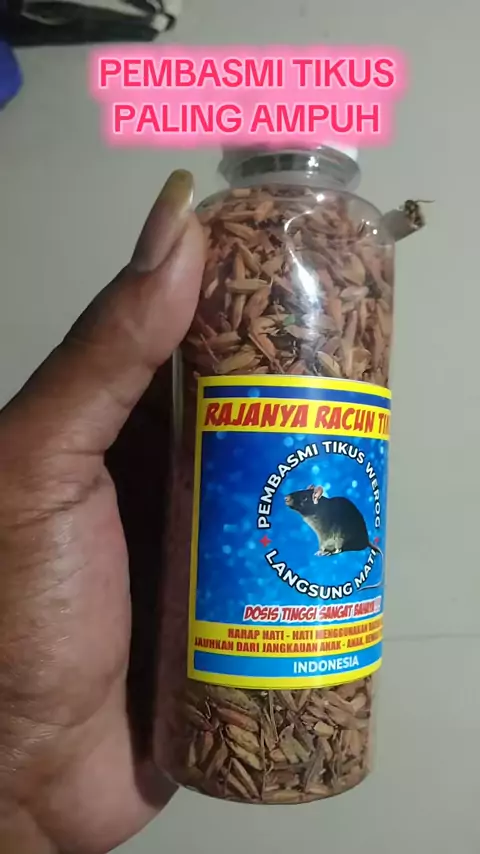 PEMBASMI TIKUS
PALING AMPUH
RAJANYA RACUN
PEMBASMI TIKUS WEROG
LANGSUNG MATI
DOSIS TINGGI SANGAT
HARAP HATI - HATI MENGGUNAKAN
JAUHKAN DARI JANGKAUAN ANAK - ANAK.
INDONESIA